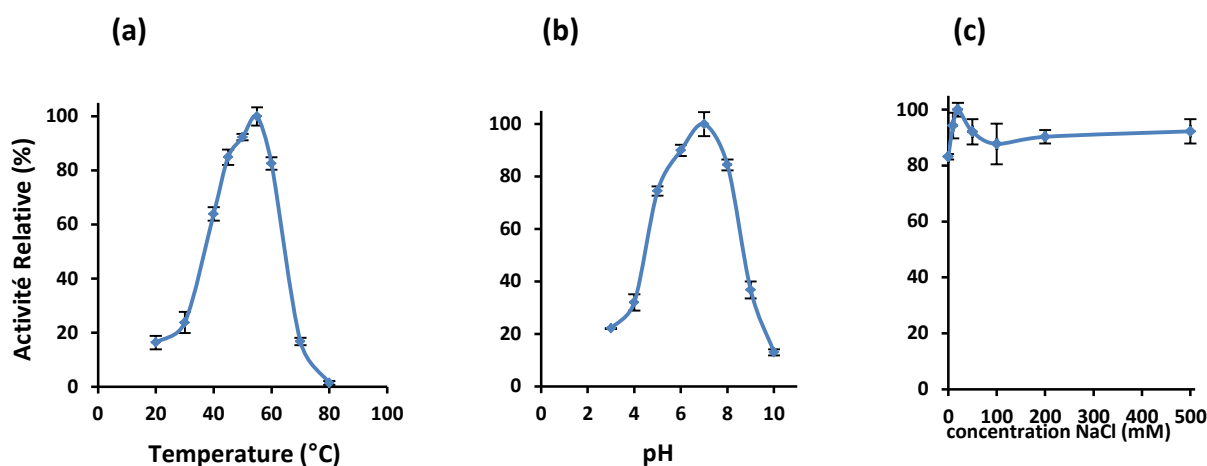 (a)
(b)
(c)
Activité Relative (%)
100
80
60
40
20
0
0 20 40 60 80 100
Temperature (°C)
100
80
60
40
20
0
0 2 4 6 8 10
pH
100
80
60
40
20
0
0 100 200 300 400 500
concentration NaCl (mM)